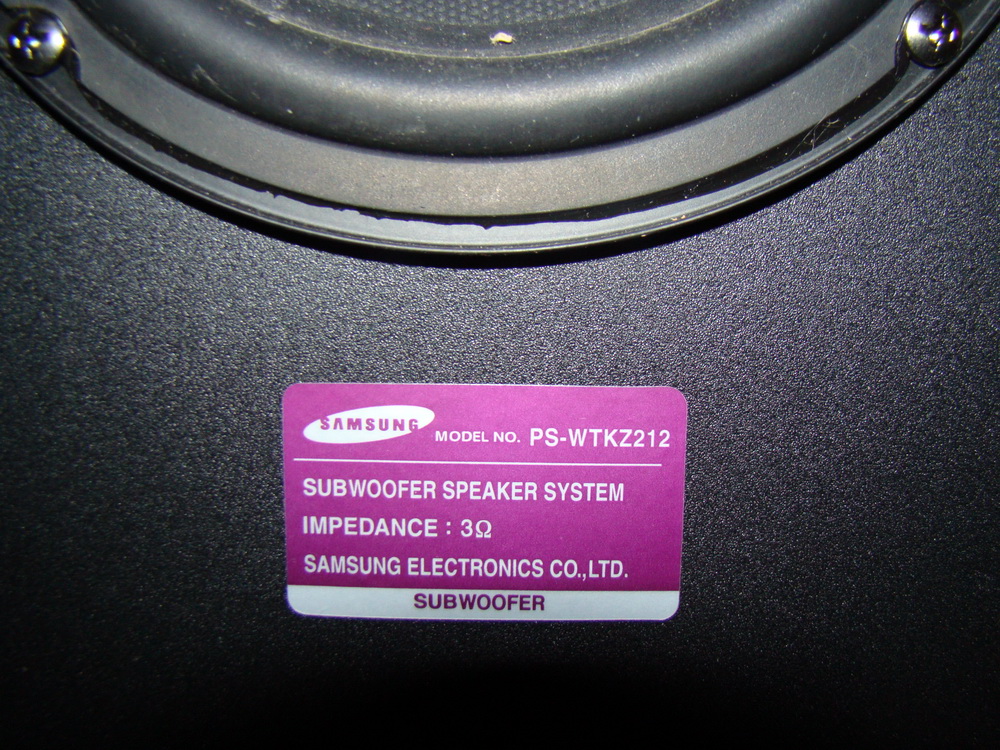 SAMSUNG MODEL NO. PS-WTKZ212
SUBWOOFER SPEAKER SYSTEM
IMPEDANCE : 3Ω
SAMSUNG ELECTRONICS CO.,LTD.
SUBWOOFER